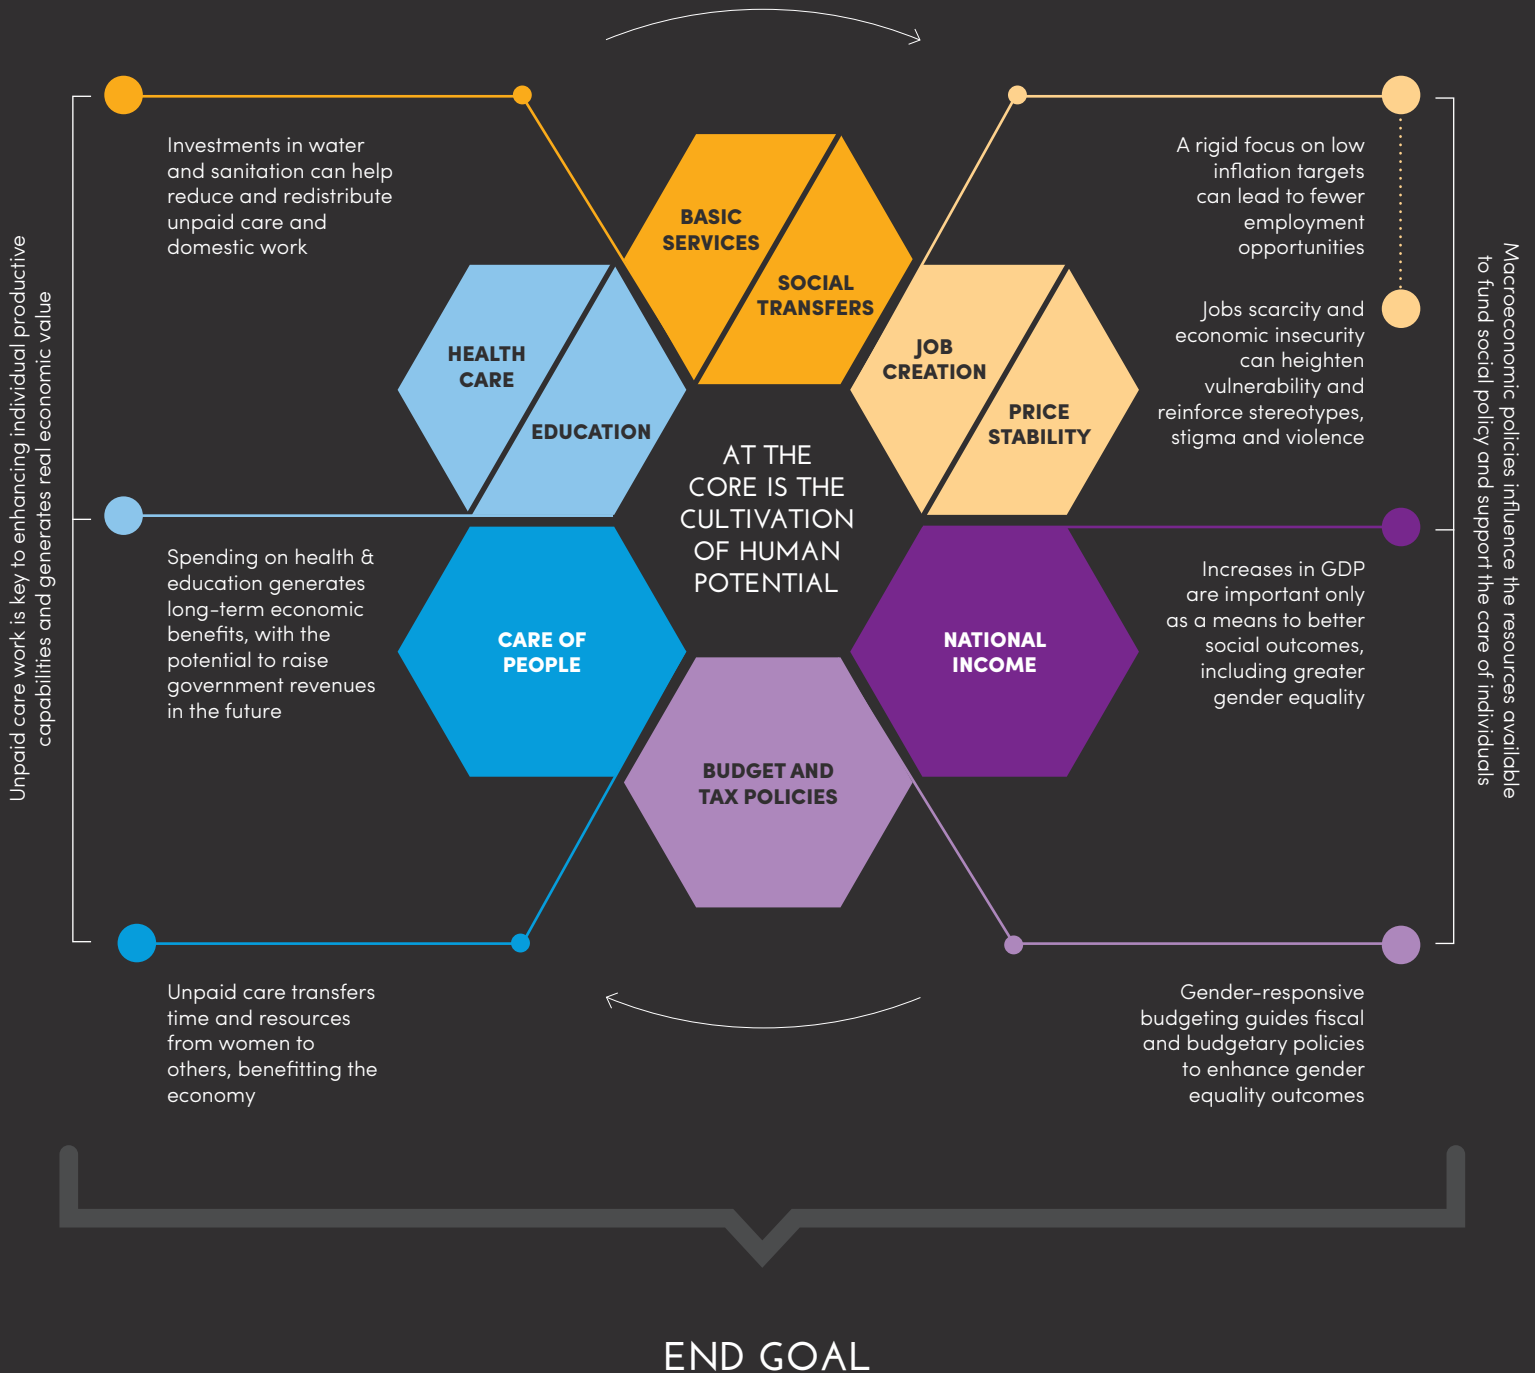 Investments in water
and sanitation can help
reduce and redistribute
unpaid care and
domestic work
A rigid focus on low
inflation targets
can lead to fewer
employment
opportunities
Jobs scarcity and
economic insecurity
can heighten
vulnerability and
reinforce stereotypes,
stigma and violence
BASIC
SERVICES
SOCIAL
TRANSFERS
HEALTH
CARE
EDUCATION
JOB
CREATION
PRICE
STABILITY
AT THE
CORE IS THE
CULTIVATION
OF HUMAN
POTENTIAL
Unpaid care work is key to enhancing individual productive
capabilities and generates real economic value
Macroeconomic policies influence the resources available
to fund social policy and support the care of individuals
Spending on health &
education generates
long-term economic
benefits, with the
potential to raise
government revenues
in the future
CARE OF
PEOPLE
NATIONAL
INCOME
Increases in GDP
are important only
as a means to better
social outcomes,
including greater
gender equality
BUDGET AND
TAX POLICIES
Unpaid care transfers
time and resources
from women to
others, benefitting the
economy
Gender-responsive
budgeting guides fiscal
and budgetary policies
to enhance gender
equality outcomes
END GOAL